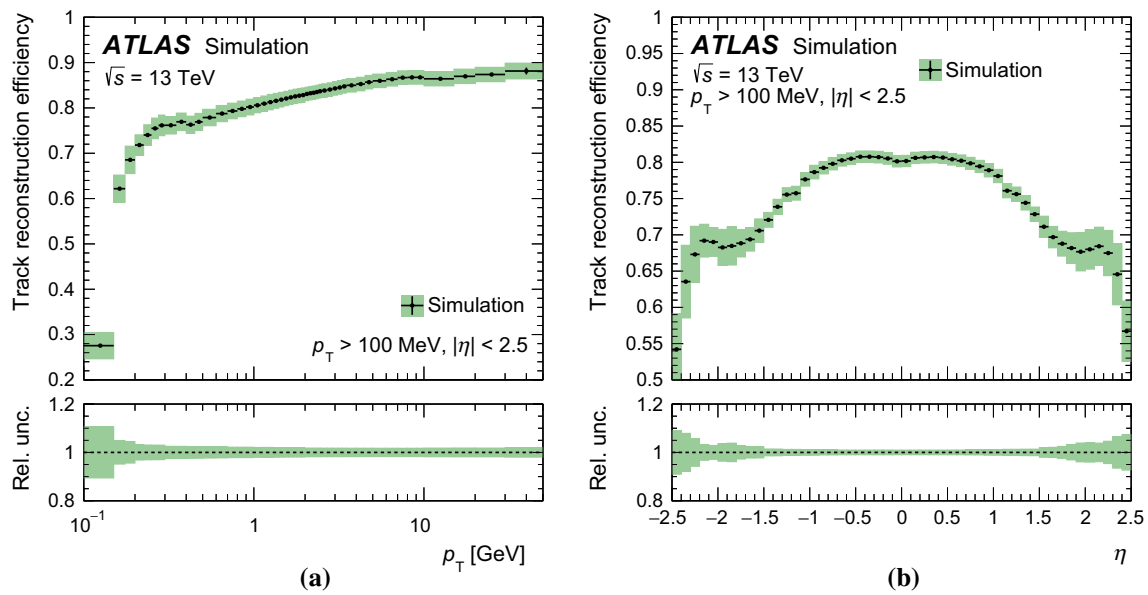 Track reconstruction efficiency
1
0.9
0.8
0.7
0.6
0.5
0.4
0.3
0.2
ATLAS Simulation
√s = 13 TeV
Simulation
p_T > 100 MeV, |η| < 2.5
Rel. unc.
1.2
1
0.8
10⁻¹ 1 10
p_T [GeV]
(a)
Track reconstruction efficiency
1
0.95
0.9
0.85
0.8
0.75
0.7
0.65
0.6
0.55
0.5
ATLAS Simulation
√s = 13 TeV
p_T > 100 MeV, |η| < 2.5
Simulation
Rel. unc.
1.2
1
0.8
−2.5 −2 −1.5 −1 −0.5 0 0.5 1 1.5 2 2.5
η
(b)